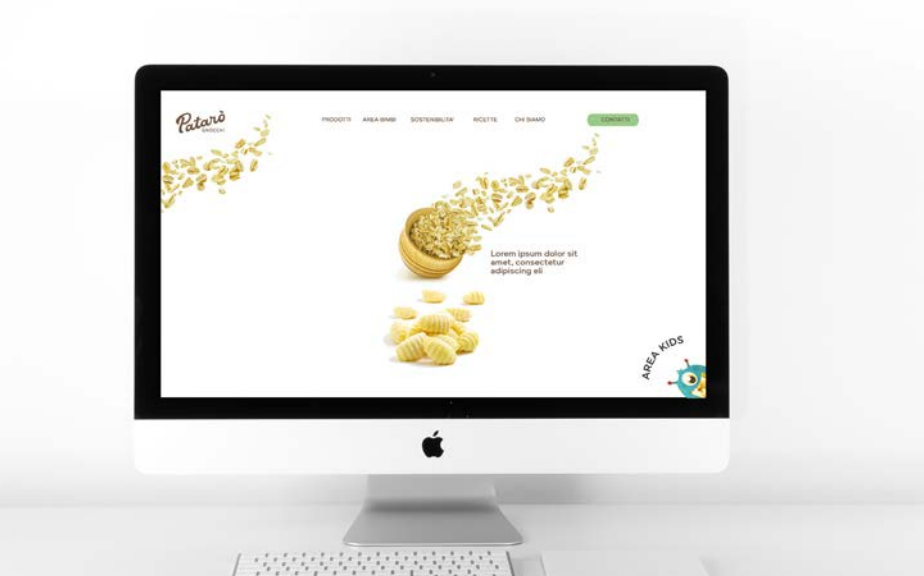 Patarò
GNOCCHI
PRODOTTI AREA BIMBI SOSTENIBILITA' RICETTE CHI SIAMO CONTATTI
Lorem ipsum dolor sit
amet, consectetur
adipiscing eli
AREA KIDS